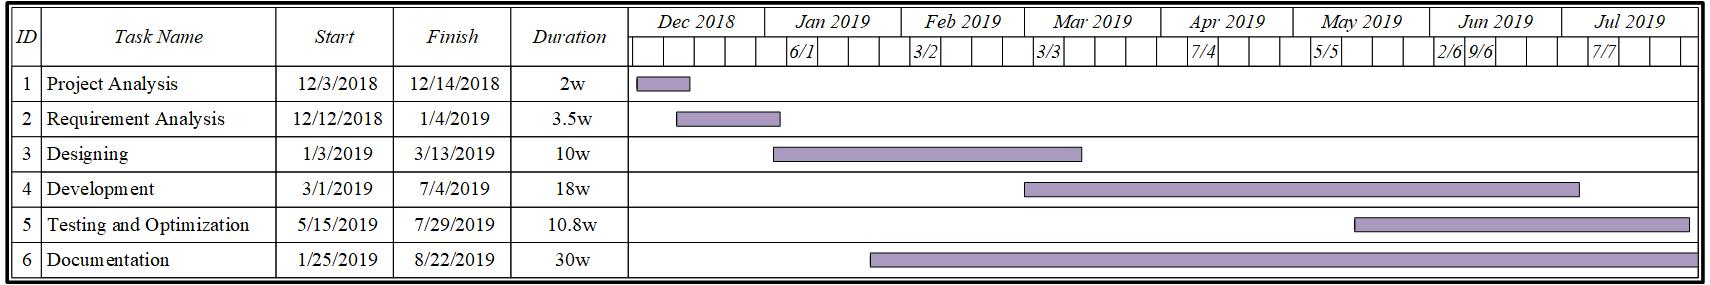 ID Task Name Start Finish Duration Dec 2018 Jan 2019 Feb 2019 Mar 2019 Apr 2019 May 2019 Jun 2019 Jul 2019
6/1 3/2 3/3 7/4 5/5 2/6 9/6 7/7
1 Project Analysis 12/3/2018 12/14/2018 2w
2 Requirement Analysis 12/12/2018 1/4/2019 3.5w
3 Designing 1/3/2019 3/13/2019 10w
4 Development 3/1/2019 7/4/2019 18w
5 Testing and Optimization 5/15/2019 7/29/2019 10.8w
6 Documentation 1/25/2019 8/22/2019 30w